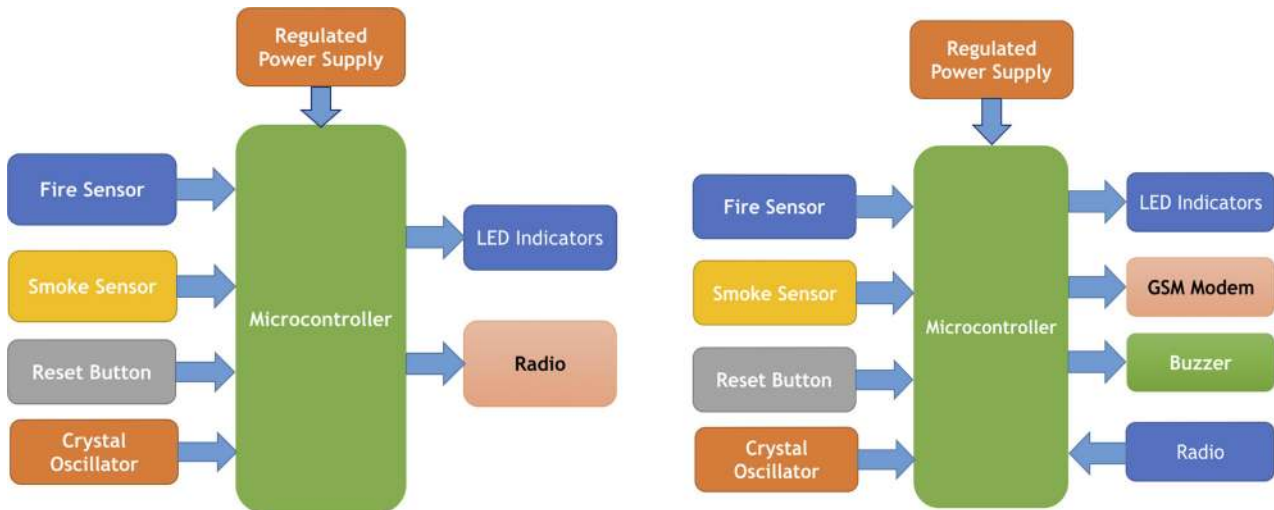 Regulated
Power Supply
Fire Sensor
Smoke Sensor
Reset Button
Crystal
Oscillator
Microcontroller
LED Indicators
Radio
Regulated
Power Supply
Fire Sensor
Smoke Sensor
Reset Button
Crystal
Oscillator
Microcontroller
LED Indicators
GSM Modem
Buzzer
Radio